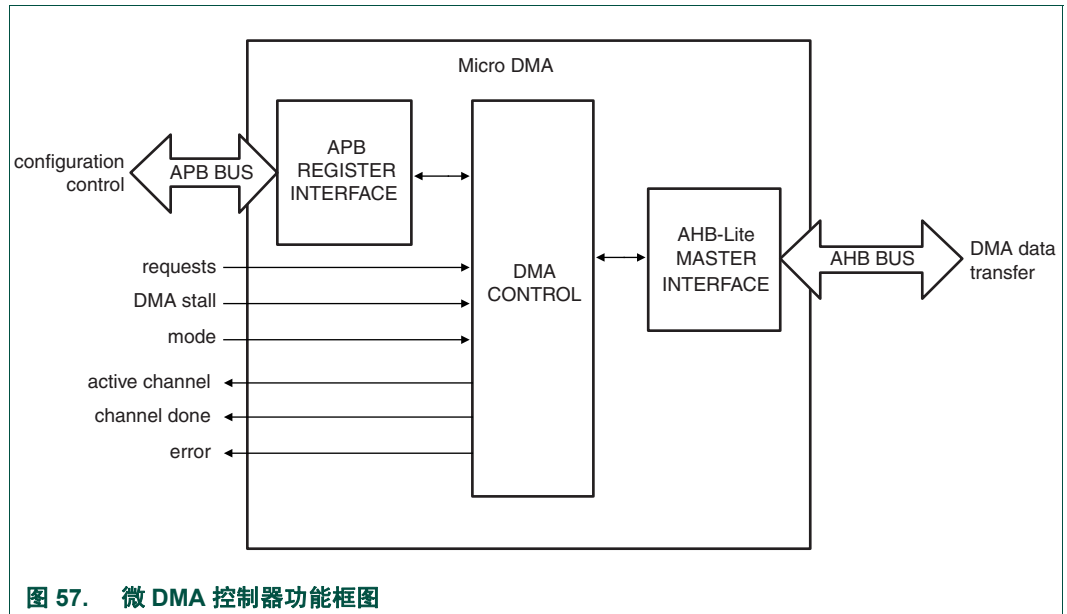 Micro DMA
configuration
control
APB BUS
APB
REGISTER
INTERFACE
requests
DMA stall
mode
active channel
channel done
error
DMA
CONTROL
AHB-Lite
MASTER
INTERFACE
AHB BUS
DMA data
transfer
图 57. 微 DMA 控制器功能框图